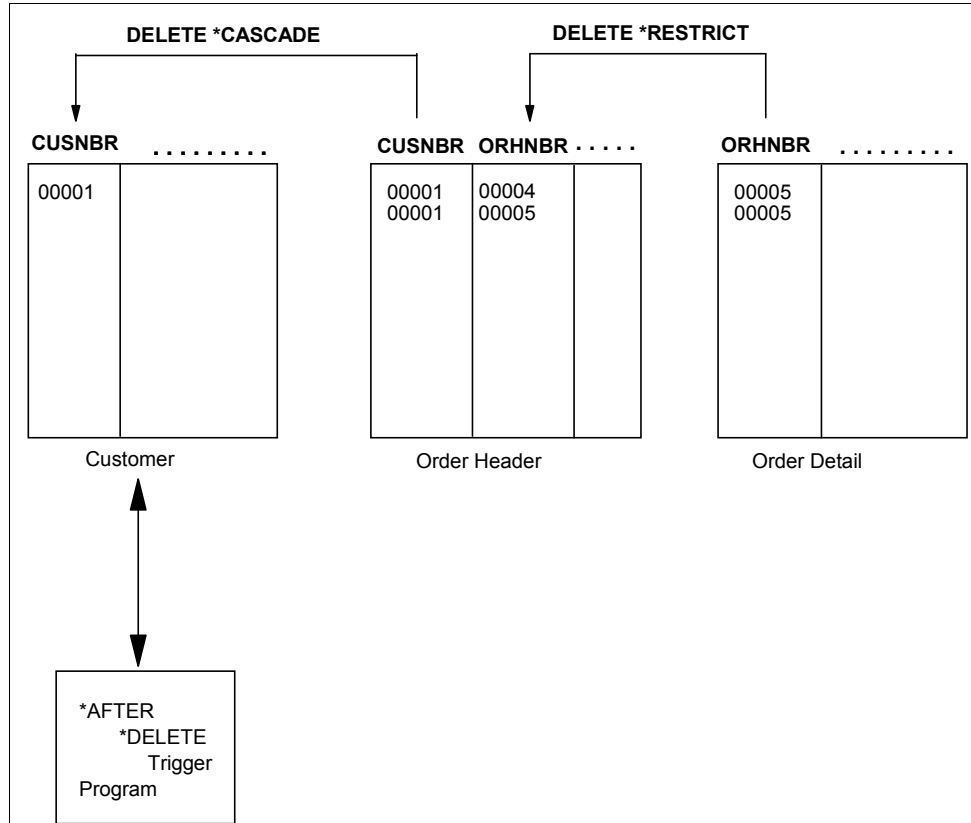 DELETE *CASCADE
DELETE *RESTRICT
CUSNBR . . . . . . . . .
CUSNBR ORHNBR . . . . .
ORHNBR . . . . . . . . .
00001
00001 00004
00001 00005
00005
00005
Customer
Order Header
Order Detail
*AFTER
*DELETE
Trigger
Program